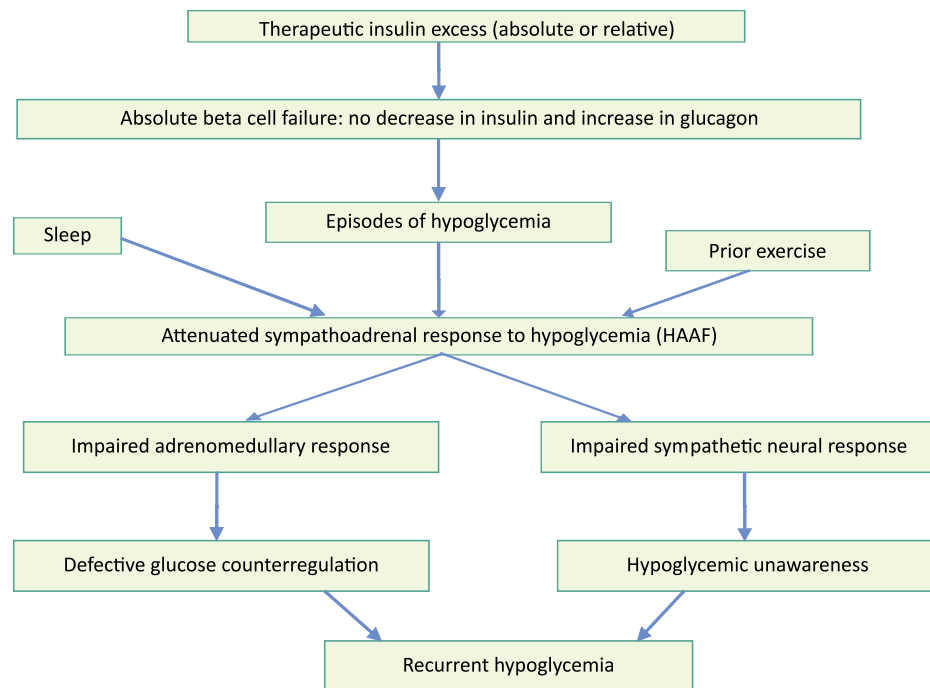 Therapeutic insulin excess (absolute or relative)
Absolute beta cell failure: no decrease in insulin and increase in glucagon
Episodes of hypoglycemia
Sleep
Prior exercise
Attenuated sympathoadrenal response to hypoglycemia (HAAF)
Impaired adrenomedullary response
Impaired sympathetic neural response
Defective glucose counterregulation
Hypoglycemic unawareness
Recurrent hypoglycemia